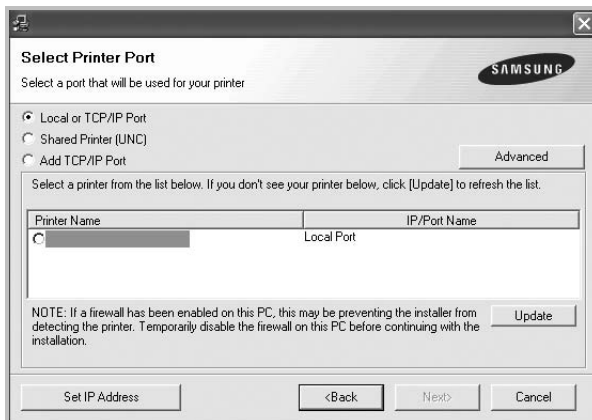 Select Printer Port
Select a port that will be used for your printer
SAMSUNG
Local or TCP/IP Port
Shared Printer (UNC)
Add TCP/IP Port
Advanced
Select a printer from the list below. If you don't see your printer below, click [Update] to refresh the list.
Printer Name IP/Port Name
Local Port
NOTE: If a firewall has been enabled on this PC, this may be preventing the installer from
detecting the printer. Temporarily disable the firewall on this PC before continuing with the
installation.
Update
Set IP Address <Back Next> Cancel